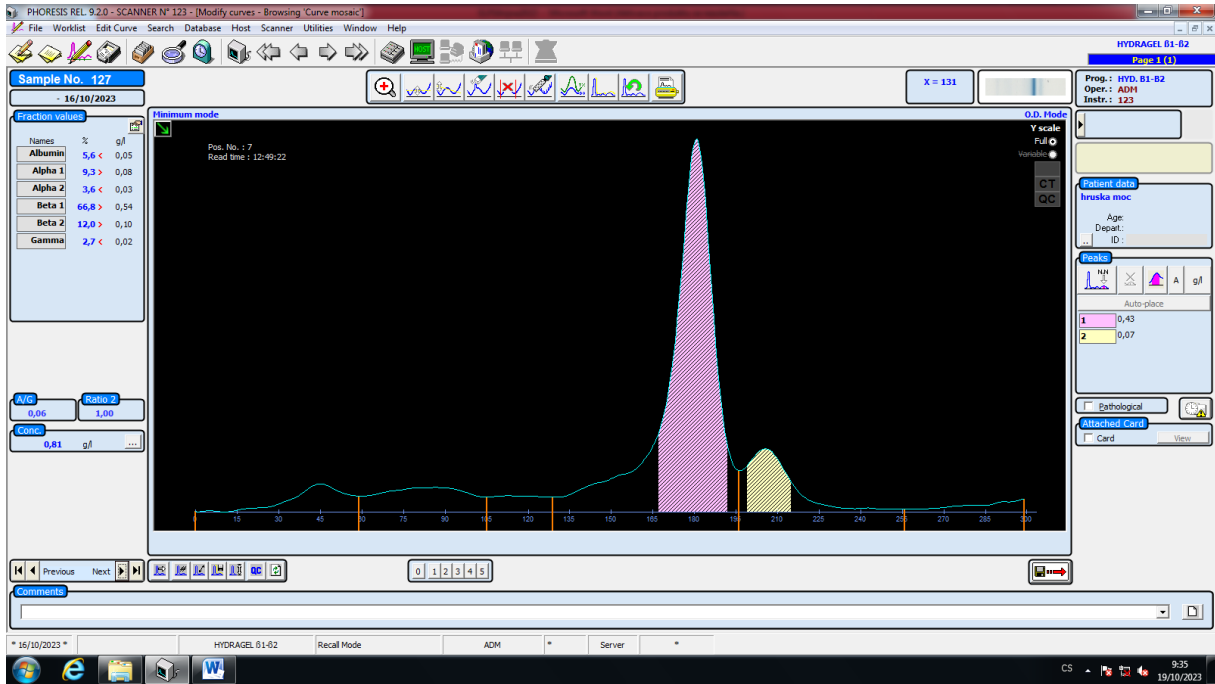 PHORESIS REL. 9.2.0 - SCANNER N° 123 - [Modify curves - Browsing 'Curve mosaic']
File Worklist Edit Curve Search Database Host Scanner Utilities Window Help
HOST
HYDRAGEL ß1-ß2
Page 1 (1)
Sample No. 127
- 16/10/2023
X = 131
Prog.: HYD. B1-B2
Oper.: ADM
Instr.: 123
Fraction values
Names % g/l
Albumin 5,6 < 0,05
Alpha 1 9,3 > 0,08
Alpha 2 3,6 < 0,03
Beta 1 66,8 > 0,54
Beta 2 12,0 > 0,10
Gamma 2,7 < 0,02
A/G
0,06
Ratio 2
1,00
Conc.
0,81 g/l ...
Minimum mode
O.D. Mode
Pos. No. : 7
Read time : 12:49:22
Y scale
Full
Variable
CT
QC
0 15 30 45 60 75 90 105 120 135 150 165 180 195 210 225 240 255 270 285 300
Patient data
hruska moc
Age:
Depart.:
... ID :
Peaks
A g/l
Auto-place
1 0,43
2 0,07
Pathological
Attached Card
Card View
Previous Next
QC
0 1 2 3 4 5
Comments
* 16/10/2023 * HYDRAGEL ß1-ß2 Recall Mode ADM * Server *
CS
9:35
19/10/2023